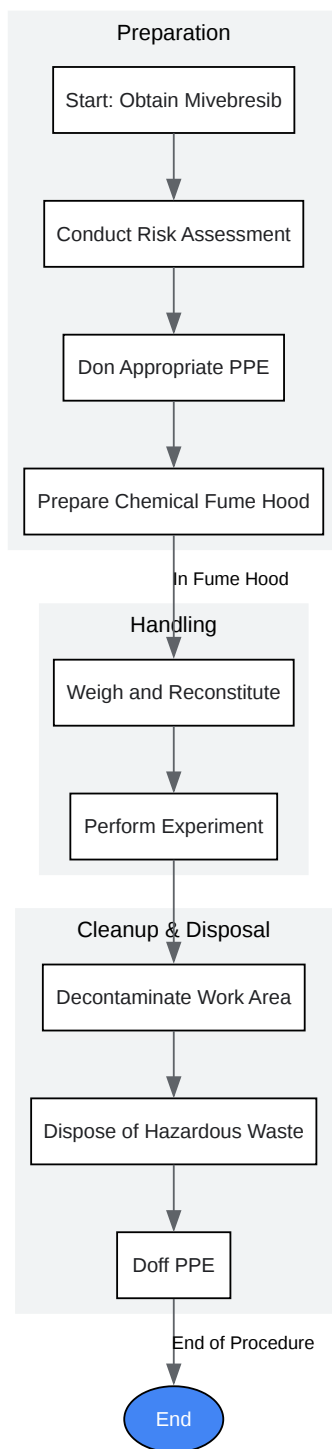 Preparation
Start: Obtain Mivebresib
Conduct Risk Assessment
Don Appropriate PPE
Prepare Chemical Fume Hood
In Fume Hood
Handling
Weigh and Reconstitute
Perform Experiment
Cleanup & Disposal
Decontaminate Work Area
Dispose of Hazardous Waste
Doff PPE
End of Procedure
End